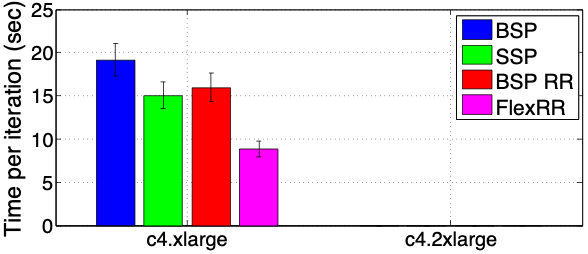 Time per iteration (sec)
25
20
15
10
5
0
BSP
SSP
BSP RR
FlexRR
c4.xlarge
c4.2xlarge